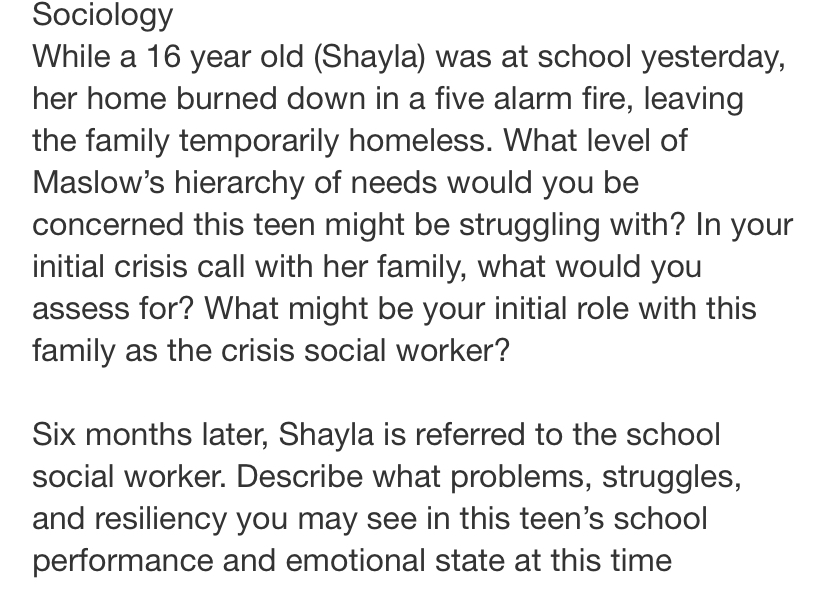 Sociology
While a 16 year old (Shayla) was at school yesterday,
her home burned down in a five alarm fire, leaving
the family temporarily homeless. What level of
Maslow’s hierarchy of needs would you be
concerned this teen might be struggling with? In your
initial crisis call with her family, what would you
assess for? What might be your initial role with this
family as the crisis social worker?

Six months later, Shayla is referred to the school
social worker. Describe what problems, struggles,
and resiliency you may see in this teen’s school
performance and emotional state at this time